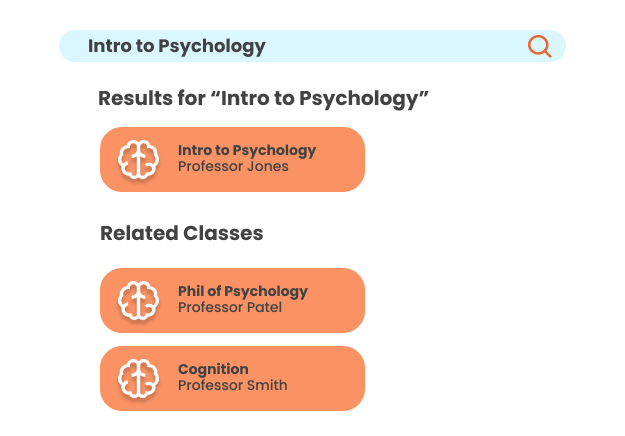 Intro to Psychology
Results for “Intro to Psychology”
Intro to Psychology
Professor Jones
Related Classes
Phil of Psychology
Professor Patel
Cognition
Professor Smith